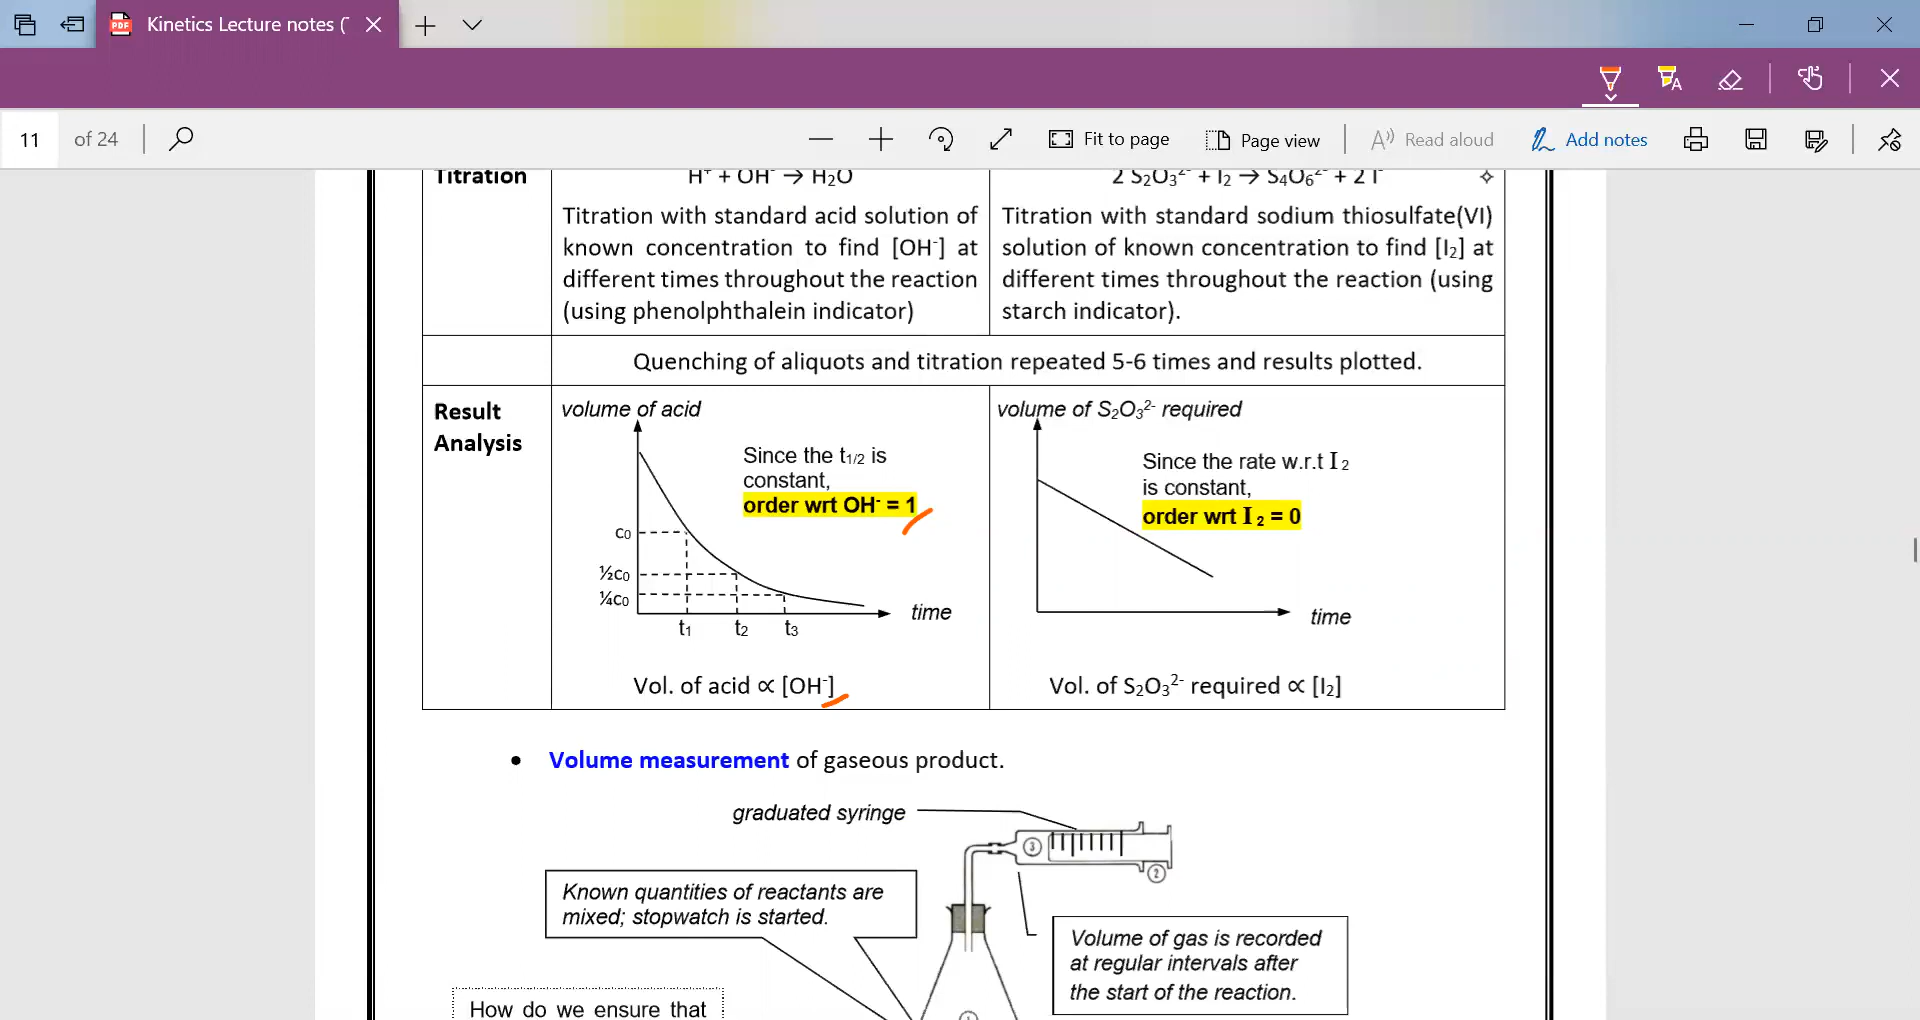 Kinetics Lecture notes (T
11 of 24
Fit to page
Page view
Read aloud
Add notes
Titration
H⁺ + OH⁻ → H₂O
2 S₂O₃²⁻ + I₂ → S₄O₆²⁻ + 2 I⁻
Titration with standard acid solution of
known concentration to find [OH⁻] at
different times throughout the reaction
(using phenolphthalein indicator)
Titration with standard sodium thiosulfate(VI)
solution of known concentration to find [I₂] at
different times throughout the reaction (using
starch indicator).
Quenching of aliquots and titration repeated 5-6 times and results plotted.
Result
Analysis
volume of acid
Since the t₁/₂ is
constant,
order wrt OH⁻ = 1
c₀
½c₀
¼c₀
time
t₁ t₂ t₃
Vol. of acid ∝ [OH⁻]
volume of S₂O₃²⁻ required
Since the rate w.r.t I₂
is constant,
order wrt I₂ = 0
time
Vol. of S₂O₃²⁻ required ∝ [I₂]
• Volume measurement of gaseous product.
graduated syringe
3
2
Known quantities of reactants are
mixed; stopwatch is started.
Volume of gas is recorded
at regular intervals after
the start of the reaction.
How do we ensure that